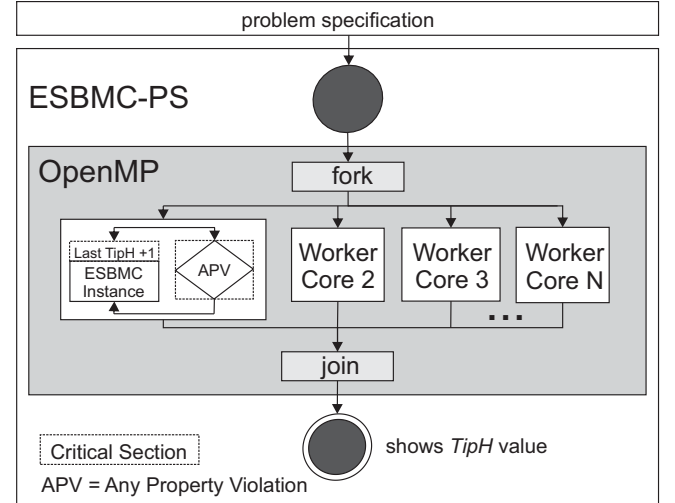 problem specification
ESBMC-PS
OpenMP
fork
Last TipH +1
ESBMC
Instance
APV
Worker
Core 2
Worker
Core 3
Worker
Core N
...
join
shows TipH value
Critical Section
APV = Any Property Violation